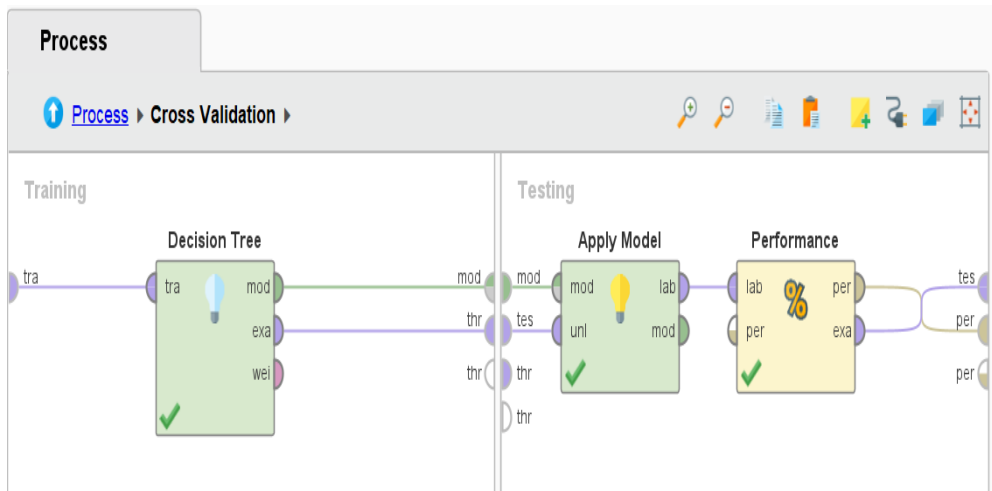 Process
Process Cross Validation
Training
Testing
Decision Tree
Apply Model
Performance
tra
tra
mod
exa
wei
mod
thr
thr
mod
tes
thr
thr
mod
unl
lab
mod
lab
per
%
per
exa
tes
per
per